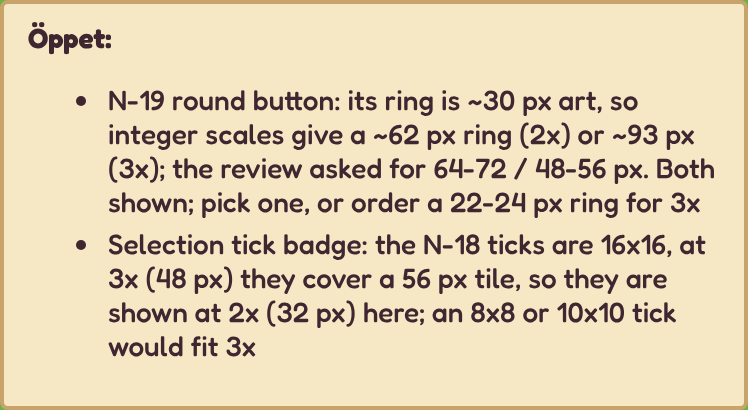 Öppet:
• N-19 round button: its ring is ~30 px art, so
integer scales give a ~62 px ring (2x) or ~93 px
(3x); the review asked for 64-72 / 48-56 px. Both
shown; pick one, or order a 22-24 px ring for 3x
• Selection tick badge: the N-18 ticks are 16x16, at
3x (48 px) they cover a 56 px tile, so they are
shown at 2x (32 px) here; an 8x8 or 10x10 tick
would fit 3x